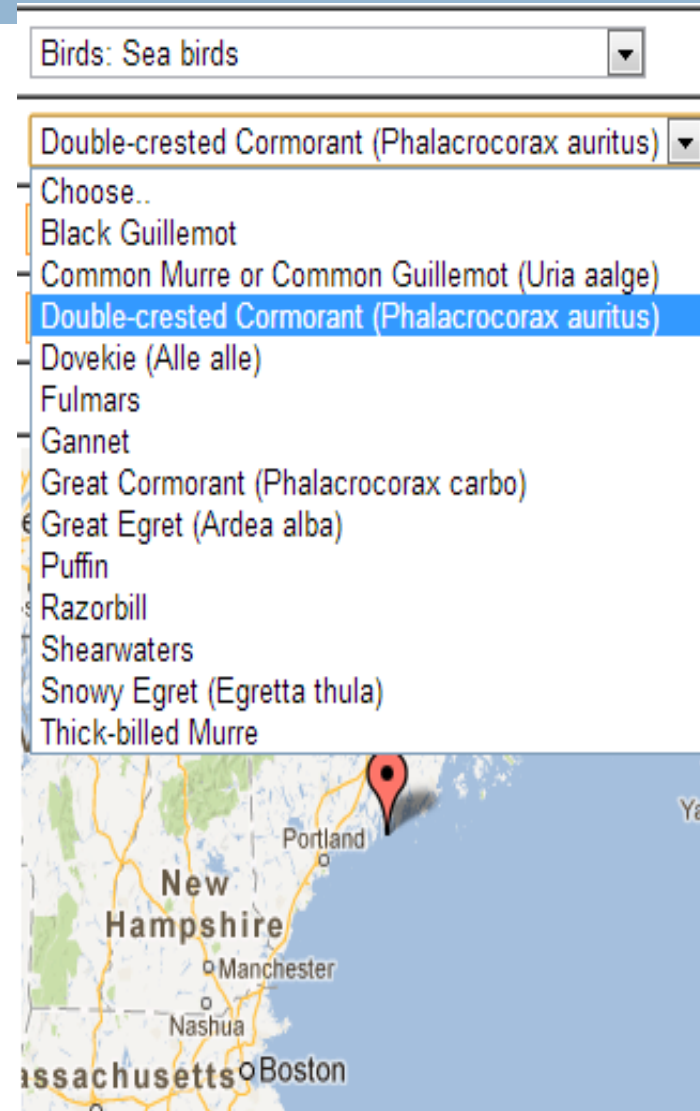 Birds: Sea birds
Double-crested Cormorant (Phalacrocorax auritus)
Choose..
Black Guillemot
Common Murre or Common Guillemot (Uria aalge)
Double-crested Cormorant (Phalacrocorax auritus)
Dovekie (Alle alle)
Fulmars
Gannet
Great Cormorant (Phalacrocorax carbo)
Great Egret (Ardea alba)
Puffin
Razorbill
Shearwaters
Snowy Egret (Egretta thula)
Thick-billed Murre
Ya
Portland
New
Hampshire
Manchester
Nashua
assachusetts
Boston